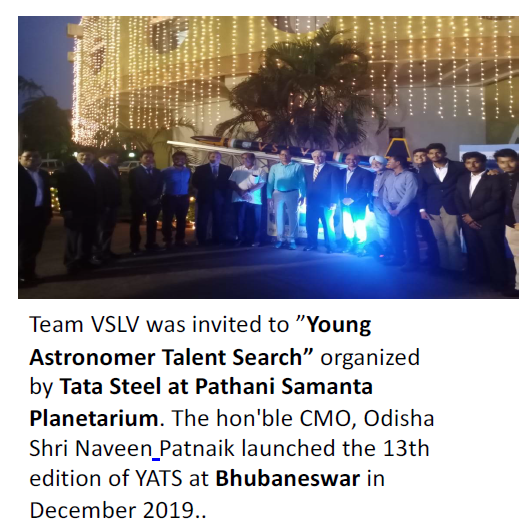 Team VSLV was invited to ”Young
Astronomer Talent Search” organized
by Tata Steel at Pathani Samanta
Planetarium. The hon'ble CMO, Odisha
Shri Naveen Patnaik launched the 13th
edition of YATS at Bhubaneswar in
December 2019..